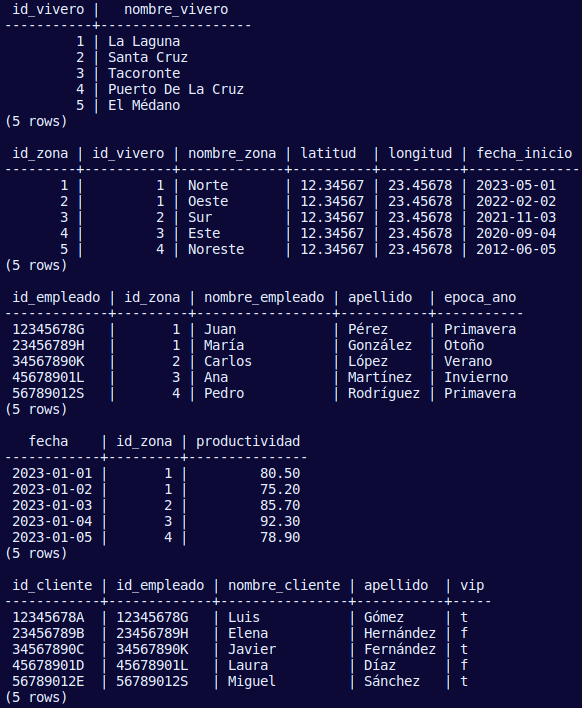 id_vivero |   nombre_vivero
-----------+-------------------
         1 | La Laguna
         2 | Santa Cruz
         3 | Tacoronte
         4 | Puerto De La Cruz
         5 | El Médano
(5 rows)

 id_zona | id_vivero | nombre_zona | latitud  | longitud | fecha_inicio
---------+-----------+-------------+----------+----------+--------------
       1 |         1 | Norte       | 12.34567 | 23.45678 | 2023-05-01
       2 |         1 | Oeste       | 12.34567 | 23.45678 | 2022-02-02
       3 |         2 | Sur         | 12.34567 | 23.45678 | 2021-11-03
       4 |         3 | Este        | 12.34567 | 23.45678 | 2020-09-04
       5 |         4 | Noreste     | 12.34567 | 23.45678 | 2012-06-05
(5 rows)

 id_empleado | id_zona | nombre_empleado | apellido  | epoca_ano
-------------+---------+-----------------+-----------+-----------
 12345678G   |       1 | Juan            | Pérez     | Primavera
 23456789H   |       1 | María           | González  | Otoño
 34567890K   |       2 | Carlos          | López     | Verano
 45678901L   |       3 | Ana             | Martínez  | Invierno
 56789012S   |       4 | Pedro           | Rodríguez | Primavera
(5 rows)

   fecha    | id_zona | productividad
------------+---------+---------------
 2023-01-01 |       1 |         80.50
 2023-01-02 |       1 |         75.20
 2023-01-03 |       2 |         85.70
 2023-01-04 |       3 |         92.30
 2023-01-05 |       4 |         78.90
(5 rows)

 id_cliente | id_empleado | nombre_cliente | apellido  | vip
------------+-------------+----------------+-----------+-----
 12345678A  | 12345678G   | Luis           | Gómez     | t
 23456789B  | 23456789H   | Elena          | Hernández | f
 34567890C  | 34567890K   | Javier         | Fernández | t
 45678901D  | 45678901L   | Laura          | Díaz      | f
 56789012E  | 56789012S   | Miguel         | Sánchez   | t
(5 rows)